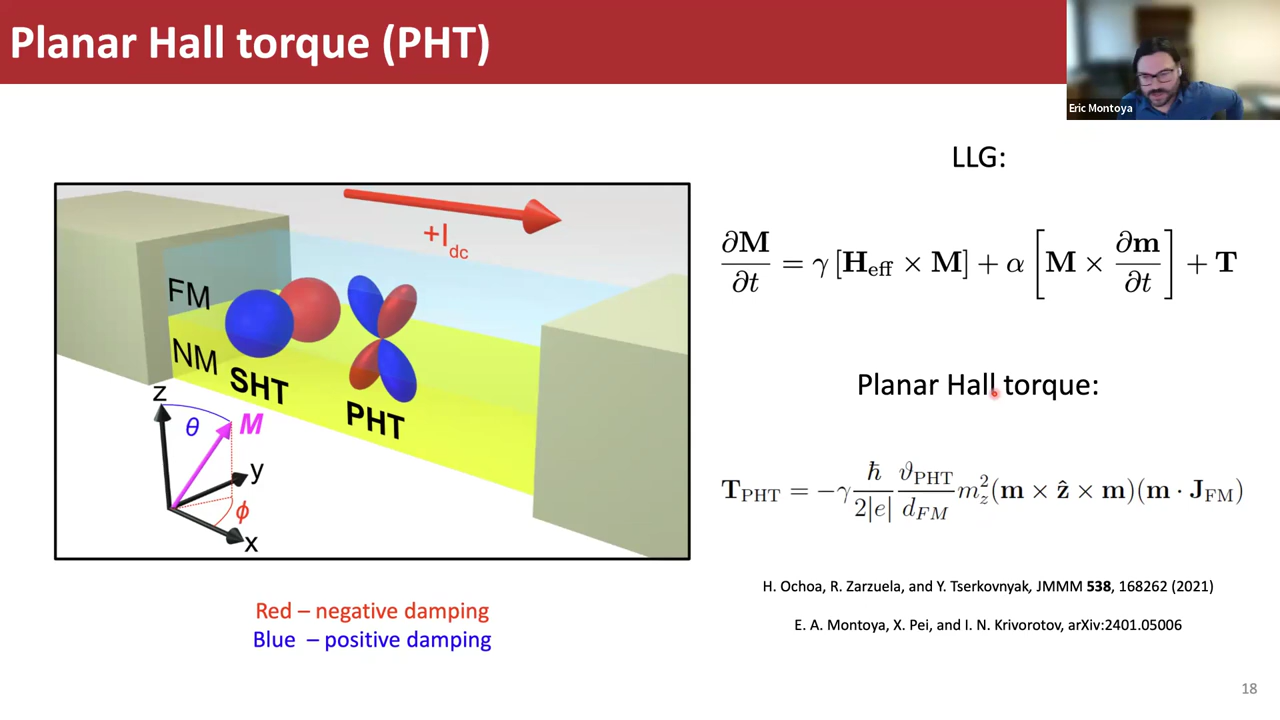 Planar Hall torque (PHT)
Eric Montoya
LLG:
∂M/∂t = γ [H_eff × M] + α [M × ∂m/∂t] + T
Planar Hall torque:
T_PHT = −γ ħ/2|e| ϑ_PHT/d_FM m_z^2 (m × ẑ × m)(m · J_FM)
H. Ochoa, R. Zarzuela, and Y. Tserkovnyak, JMMM 538, 168262 (2021)
E. A. Montoya, X. Pei, and I. N. Krivorotov, arXiv:2401.05006
+I_dc
FM
NM
SHT
PHT
z
θ
M
y
ϕ
x
Red – negative damping
Blue – positive damping
18